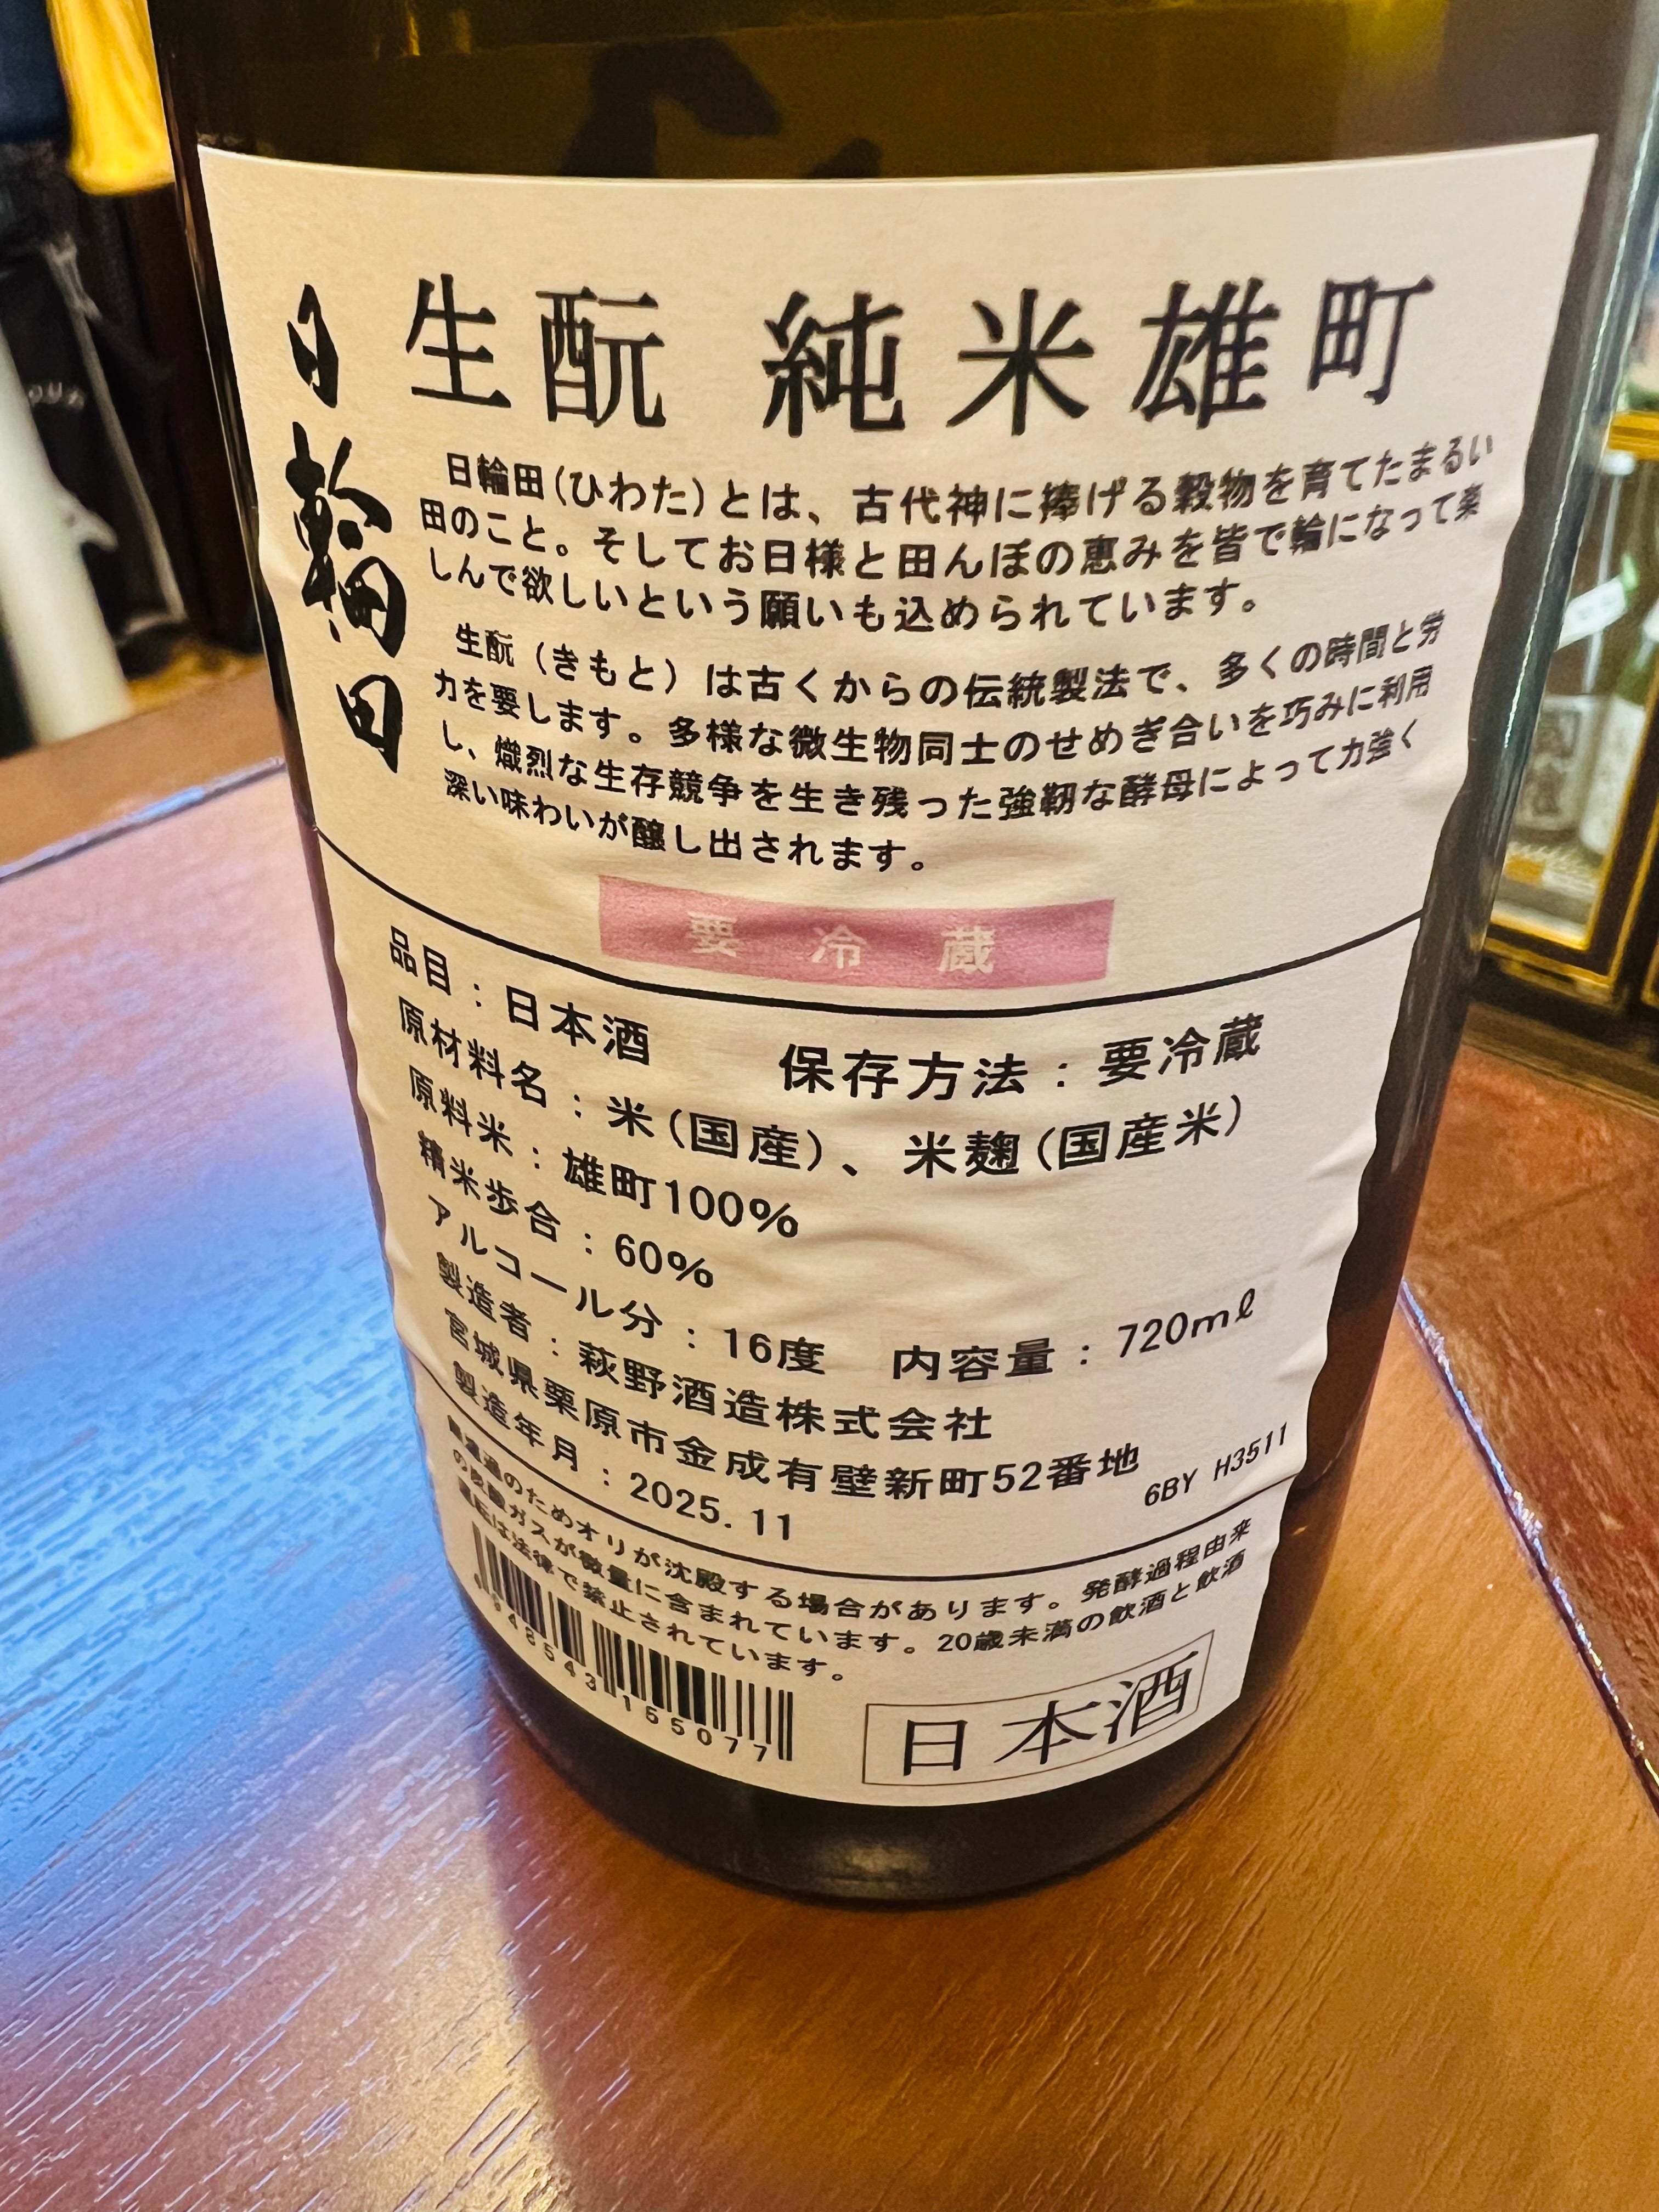 日輪田
生酛 純米雄町
日輪田(ひわた)とは、古代神に捧げる穀物を育てたまるい
田のこと。そしてお日様と田んぼの恵みを皆で輪になって楽
しんで欲しいという願いも込められています。
生酛(きもと)は古くからの伝統製法で、多くの時間と労
力を要します。多様な微生物同士のせめぎ合いを巧みに利用
し、熾烈な生存競争を生き残った強靭な酵母によって力強く
深い味わいが醸し出されます。
要冷蔵
品目:日本酒 保存方法:要冷蔵
原材料名:米(国産)、米麹(国産米)
原料米:雄町100%
精米歩合:60%
アルコール分:16度 内容量:720mℓ
製造者:萩野酒造株式会社
宮城県栗原市金成有壁新町52番地
製造年月:2025.11 6BY H3511
のためオリが沈殿する場合があります。発酵過程由来
の炭酸ガスが微量に含まれています。20歳未満の飲酒と飲酒
運転は法律で禁止されています。
日本酒